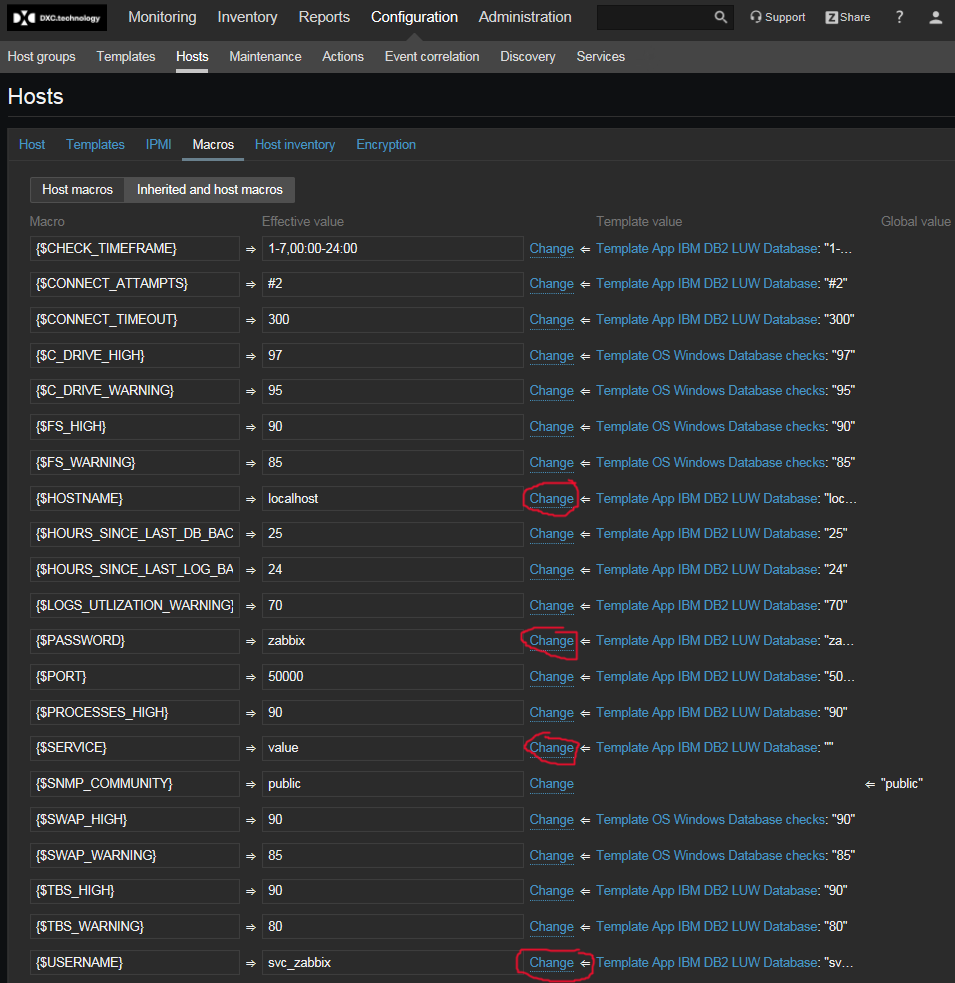 DXC.technology Monitoring Inventory Reports Configuration Administration Support Z Share ?
Host groups Templates Hosts Maintenance Actions Event correlation Discovery Services
Hosts
Host Templates IPMI Macros Host inventory Encryption
Host macros Inherited and host macros
Macro Effective value Template value Global value
{$CHECK_TIMEFRAME} ⇒ 1-7,00:00-24:00 Change ⇐ Template App IBM DB2 LUW Database: "1-...
{$CONNECT_ATTAMPTS} ⇒ #2 Change ⇐ Template App IBM DB2 LUW Database: "#2"
{$CONNECT_TIMEOUT} ⇒ 300 Change ⇐ Template App IBM DB2 LUW Database: "300"
{$C_DRIVE_HIGH} ⇒ 97 Change ⇐ Template OS Windows Database checks: "97"
{$C_DRIVE_WARNING} ⇒ 95 Change ⇐ Template OS Windows Database checks: "95"
{$FS_HIGH} ⇒ 90 Change ⇐ Template OS Windows Database checks: "90"
{$FS_WARNING} ⇒ 85 Change ⇐ Template OS Windows Database checks: "85"
{$HOSTNAME} ⇒ localhost Change ⇐ Template App IBM DB2 LUW Database: "loc...
{$HOURS_SINCE_LAST_DB_BAC ⇒ 25 Change ⇐ Template App IBM DB2 LUW Database: "25"
{$HOURS_SINCE_LAST_LOG_BA ⇒ 24 Change ⇐ Template App IBM DB2 LUW Database: "24"
{$LOGS_UTLIZATION_WARNING} ⇒ 70 Change ⇐ Template App IBM DB2 LUW Database: "70"
{$PASSWORD} ⇒ zabbix Change ⇐ Template App IBM DB2 LUW Database: "za...
{$PORT} ⇒ 50000 Change ⇐ Template App IBM DB2 LUW Database: "50...
{$PROCESSES_HIGH} ⇒ 90 Change ⇐ Template App IBM DB2 LUW Database: "90"
{$SERVICE} ⇒ value Change ⇐ Template App IBM DB2 LUW Database: ""
{$SNMP_COMMUNITY} ⇒ public Change ⇐ "public"
{$SWAP_HIGH} ⇒ 90 Change ⇐ Template OS Windows Database checks: "90"
{$SWAP_WARNING} ⇒ 85 Change ⇐ Template OS Windows Database checks: "85"
{$TBS_HIGH} ⇒ 90 Change ⇐ Template App IBM DB2 LUW Database: "90"
{$TBS_WARNING} ⇒ 80 Change ⇐ Template App IBM DB2 LUW Database: "80"
{$USERNAME} ⇒ svc_zabbix Change ⇐ Template App IBM DB2 LUW Database: "sv...